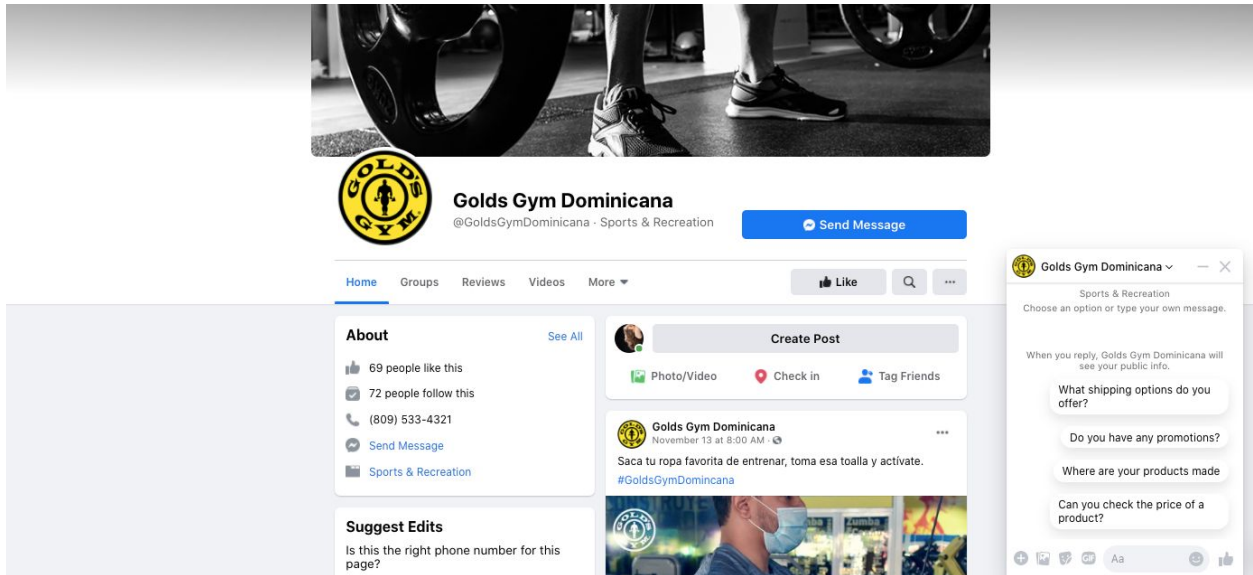 GOLD'S GYM
Golds Gym Dominicana
@GoldsGymDominicana · Sports & Recreation
Send Message
Home
Groups
Reviews
Videos
More
Like
About
See All
69 people like this
72 people follow this
(809) 533-4321
Send Message
Sports & Recreation
Suggest Edits
Is this the right phone number for this
page?
Create Post
Photo/Video
Check in
Tag Friends
Golds Gym Dominicana
November 13 at 8:00 AM ·
Saca tu ropa favorita de entrenar, toma esa toalla y actívate.
#GoldsGymDomincana
GOLD'S GYM
Zumba
Golds Gym Dominicana
Sports & Recreation
Choose an option or type your own message.
When you reply, Golds Gym Dominicana will
see your public info.
What shipping options do you
offer?
Do you have any promotions?
Where are your products made
Can you check the price of a
product?
GIF
Aa